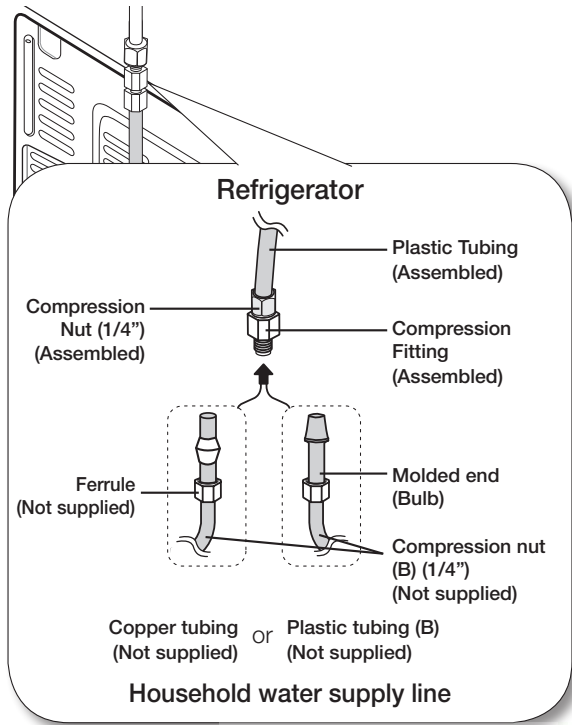 Refrigerator
Plastic Tubing
(Assembled)
Compression
Nut (1/4”)
(Assembled)
Compression
Fitting
(Assembled)
Ferrule
(Not supplied)
Molded end
(Bulb)
Compression nut
(B) (1/4”)
(Not supplied)
Copper tubing
(Not supplied)
or
Plastic tubing (B)
(Not supplied)
Household water supply line